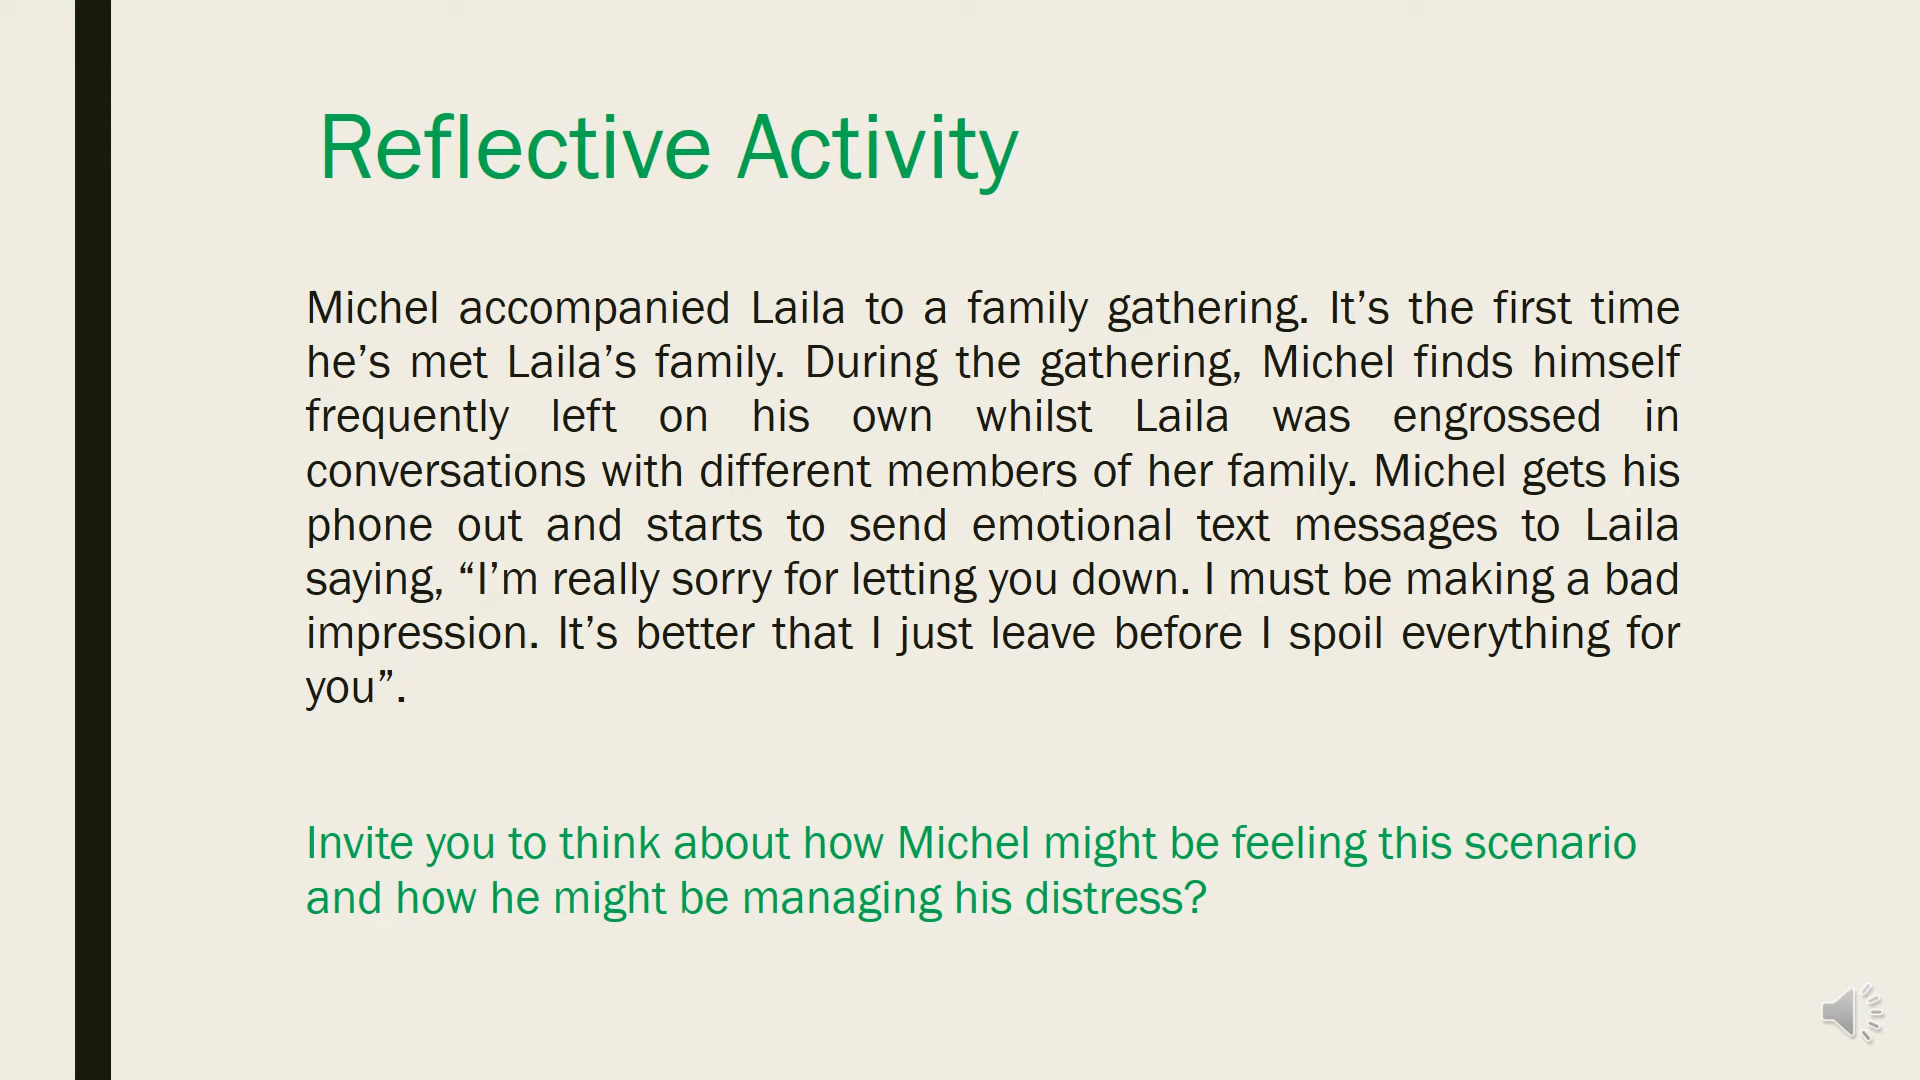 Reflective Activity
Michel accompanied Laila to a family gathering. It’s the first time
he’s met Laila’s family. During the gathering, Michel finds himself
frequently left on his own whilst Laila was engrossed in
conversations with different members of her family. Michel gets his
phone out and starts to send emotional text messages to Laila
saying, “I’m really sorry for letting you down. I must be making a bad
impression. It’s better that I just leave before I spoil everything for
you”.
Invite you to think about how Michel might be feeling this scenario
and how he might be managing his distress?